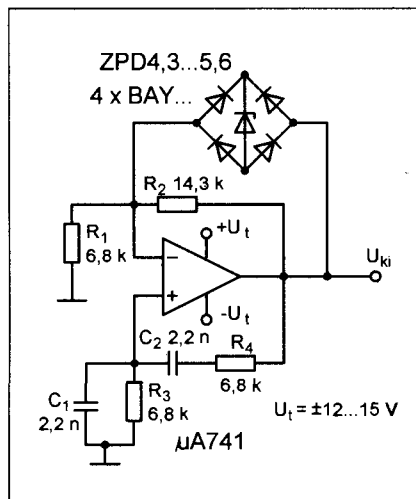 ZPD4,3...5,6
4 x BAY...
R2 14,3 k
R1
6,8 k
+Ut
−
+
Uki
-Ut
C2 2,2 n
R4
6,8 k
C1
2,2 n
R3
6,8 k
Ut = ±12...15 V
µA741